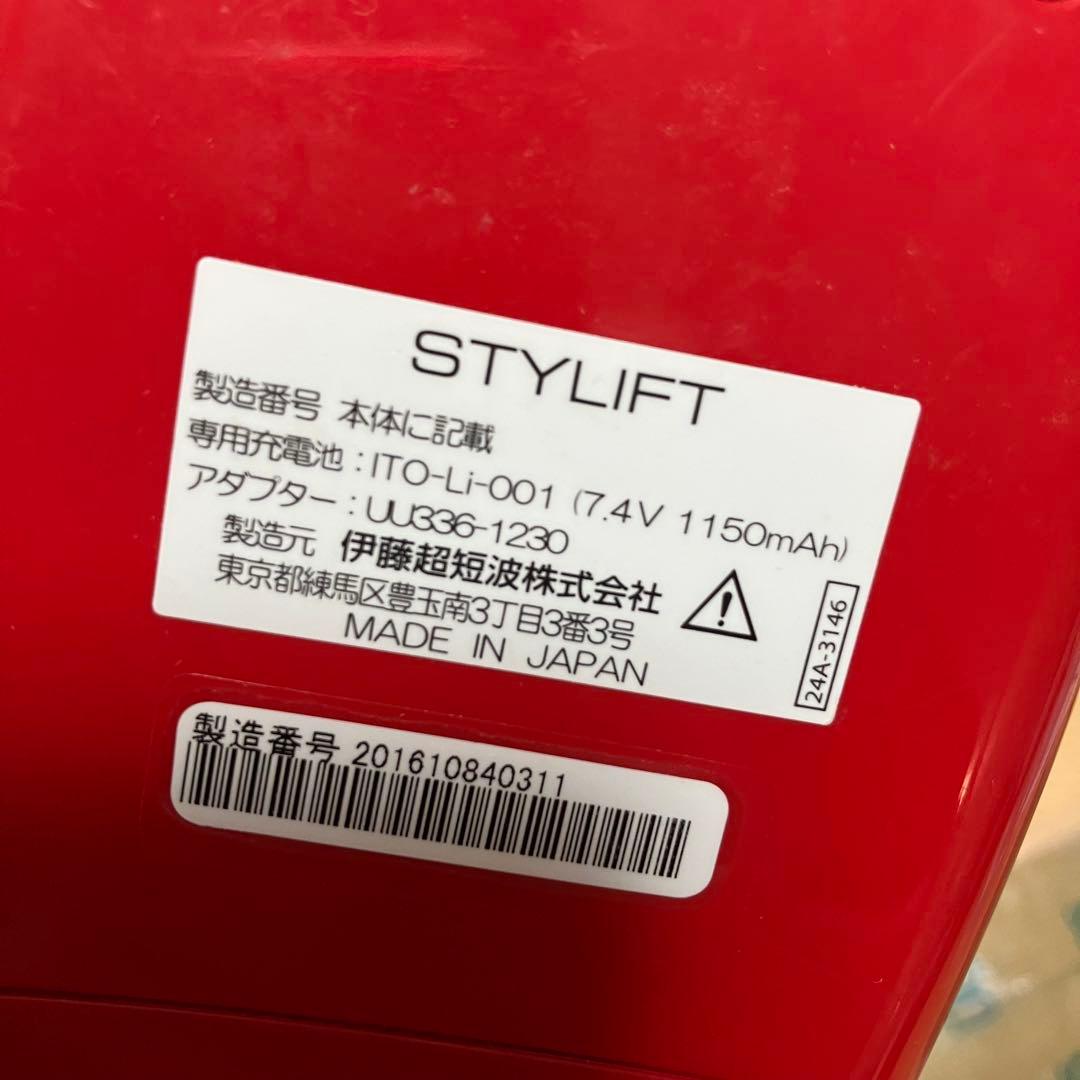 STYLIFT
製造番号 本体に記載
専用充電池:ITO-Li-001 (7.4V 1150mAh)
アダプター:UU336-1230
製造元 伊藤超短波株式会社
東京都練馬区豊玉南3丁目3番3号
MADE IN JAPAN
24A-3146
製造番号 201610840311